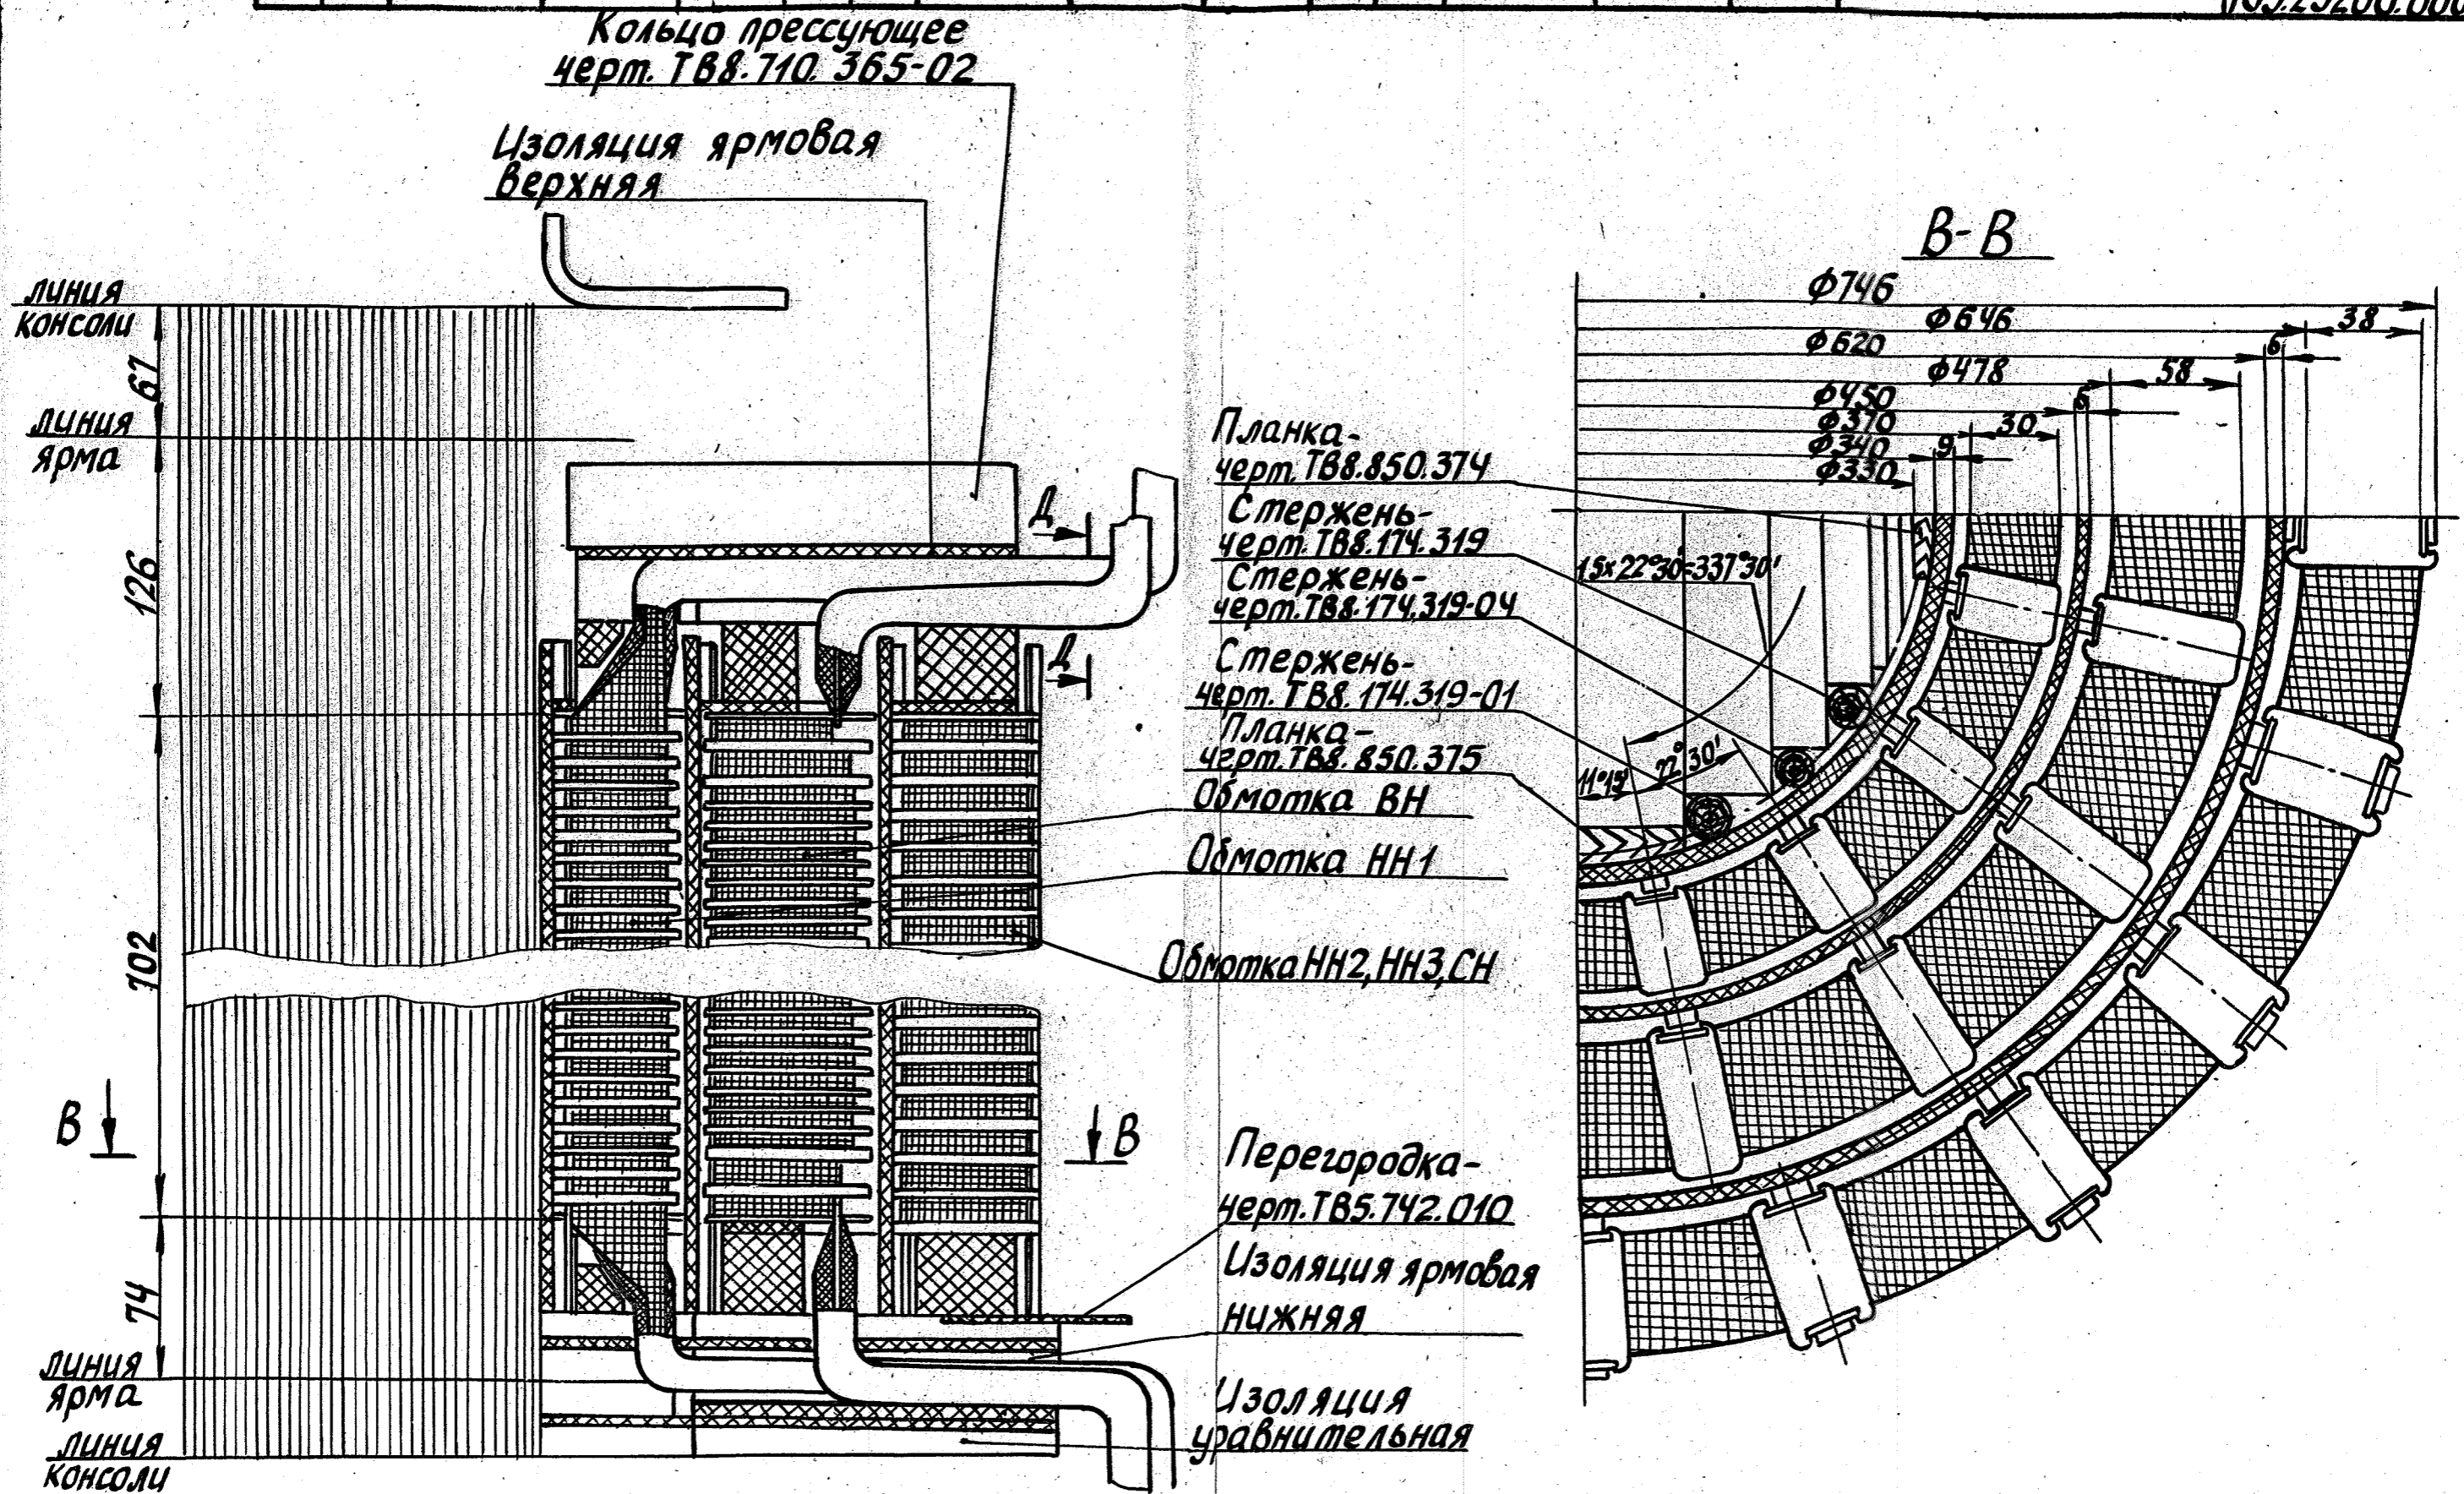 Кольцо прессующее
черт. ТВ8.710.365-02
Изоляция ярмовая
верхняя
линия
консоли
67
линия
ярма
126
102
74
линия
ярма
линия
консоли
В
В
Д
Д
В-В
Ф746
Ф646
38
Ф620
6
Ф478
58
Ф450
Ф370
30
Ф340
9
Ф330
Планка-
черт. ТВ8.850.374
Стержень-
черт. ТВ8.174.319
Стержень-
черт. ТВ8.174.319-04
Стержень-
черт. ТВ8.174.319-01
Планка-
черт. ТВ8.850.375
Обмотка ВН
Обмотка НН1
Обмотка НН2, НН3, СН
15х22°30'=337°30'
11°15'
22°30'
Перегородка-
черт. ТВ5.742.010
Изоляция ярмовая
нижняя
Изоляция
уравнительная